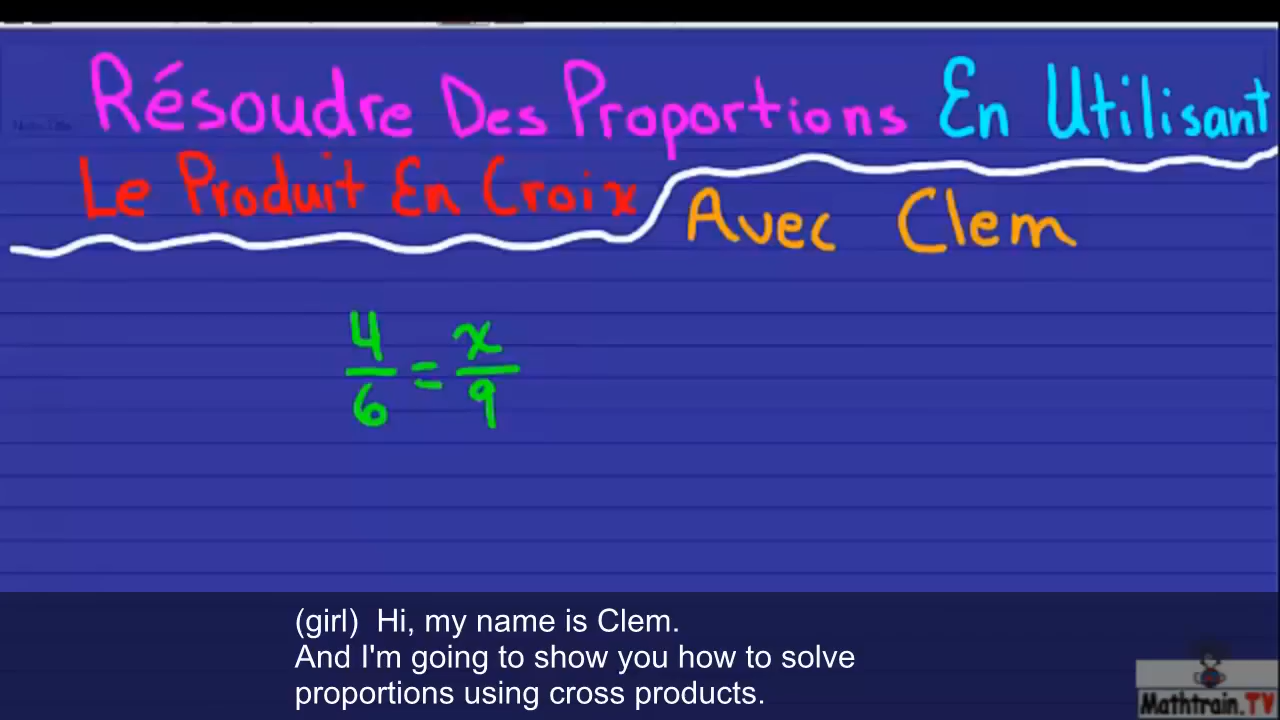 Résoudre Des Proportions En Utilisant
Le Produit En Croix
Avec Clem
4/6 = x/9
(girl) Hi, my name is Clem.
And I'm going to show you how to solve
proportions using cross products.
Mathtrain.TV